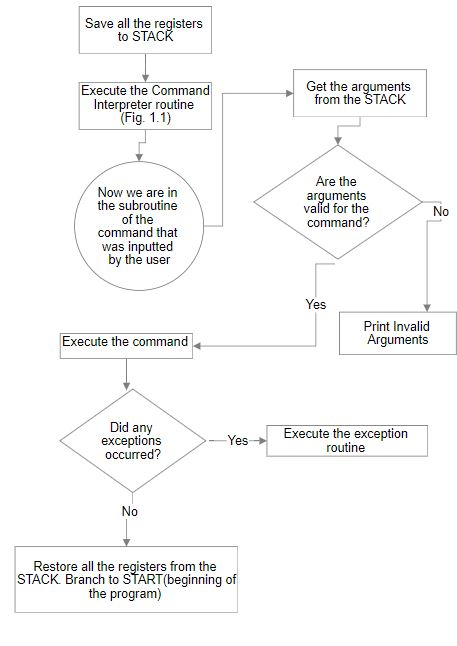 Save all the registers
to STACK
Execute the Command
Interpreter routine
(Fig. 1.1)
Now we are in
the subroutine
of the
command that
was inputted
by the user
Get the arguments
from the STACK
Are the
arguments
valid for the
command?
No
Yes
Print Invalid
Arguments
Execute the command
Did any
exceptions
occurred?
Yes
Execute the exception
routine
No
Restore all the registers from the
STACK. Branch to START(beginning of
the program)